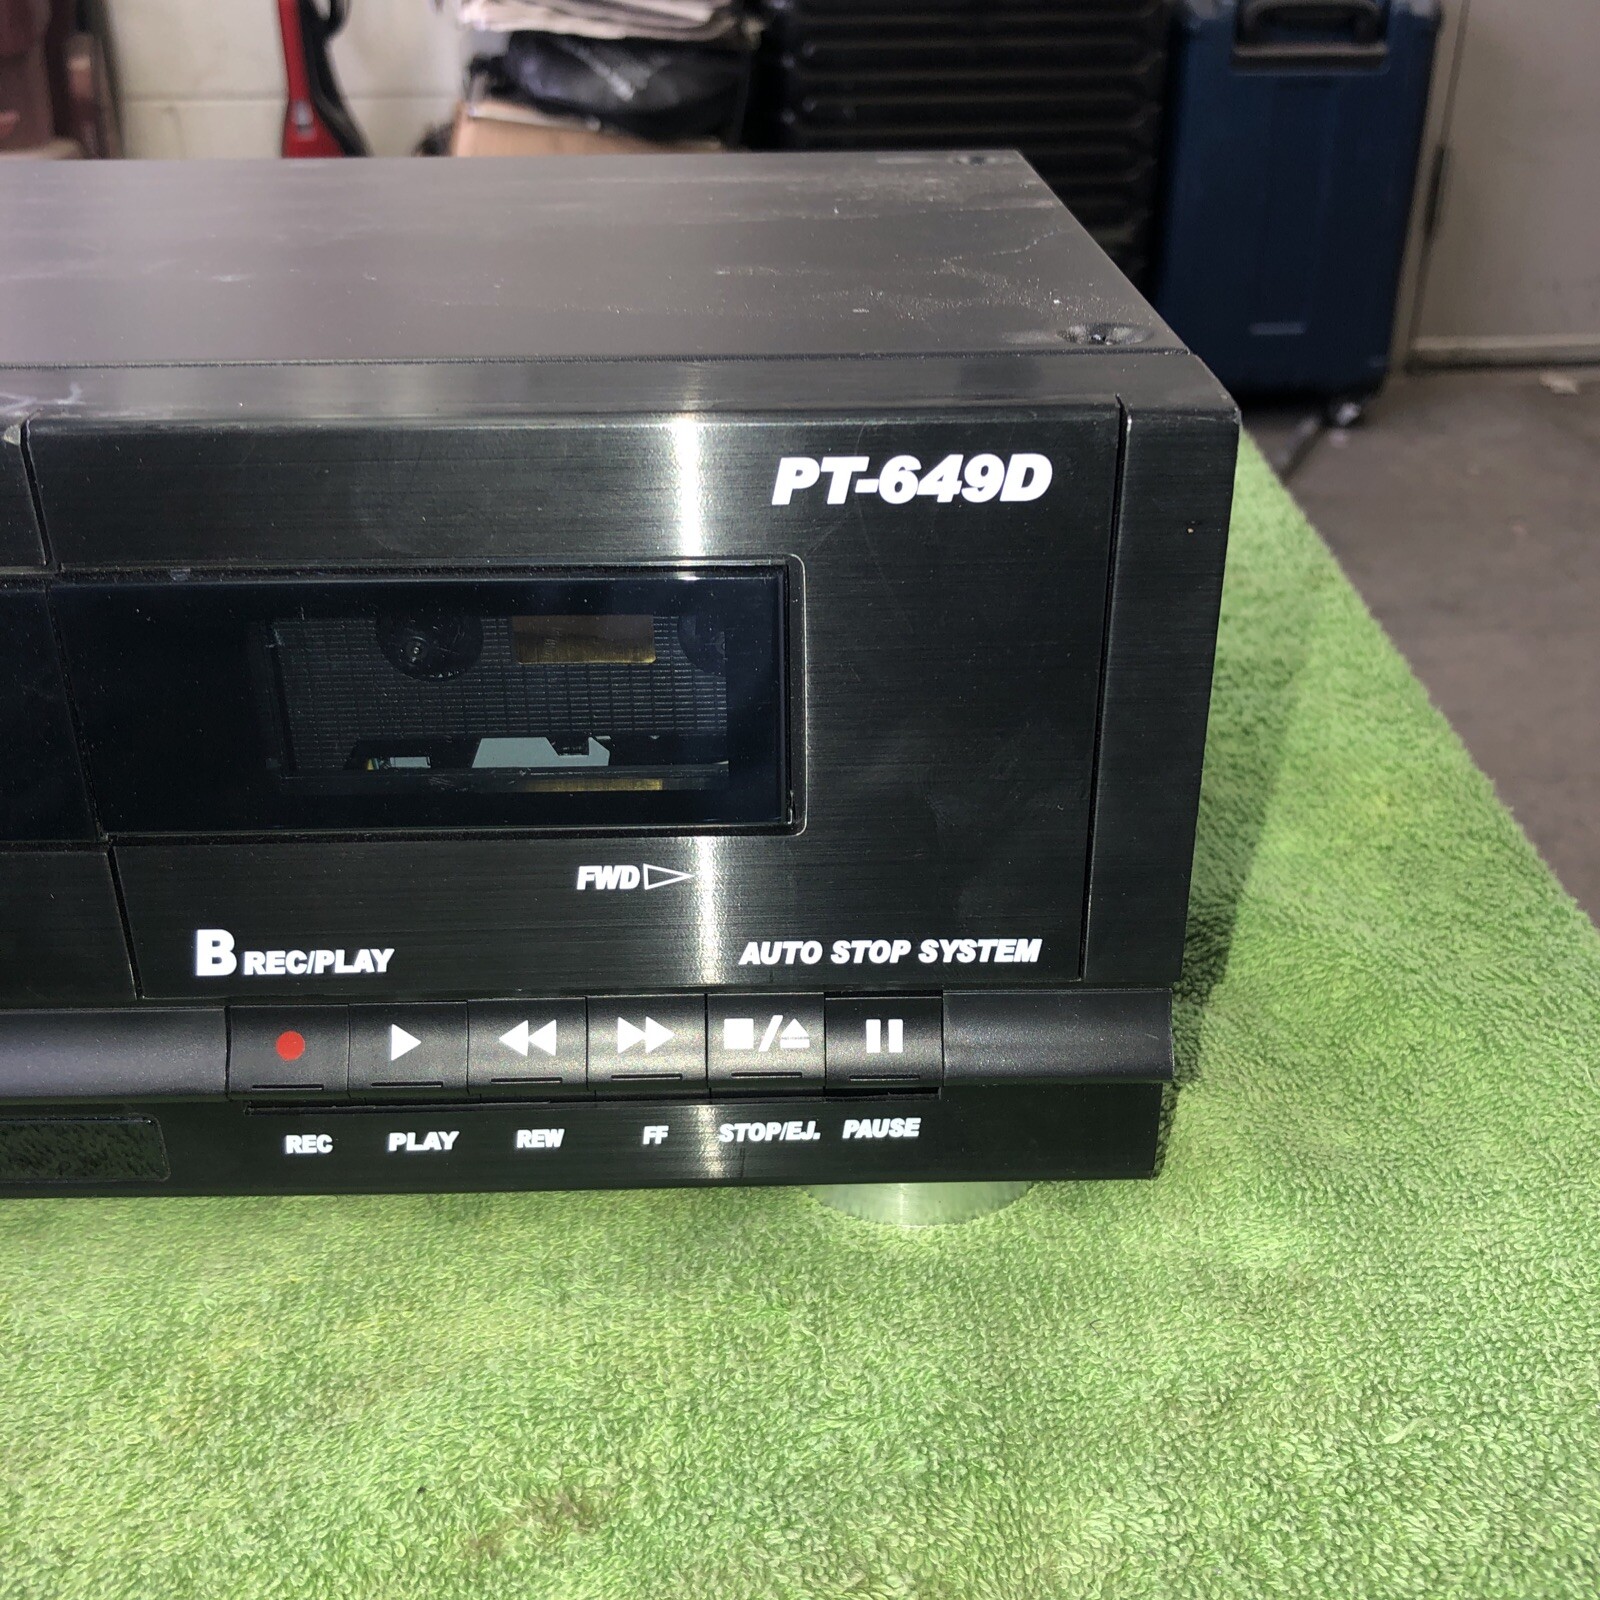 PT-649D
FWD
B REC/PLAY
AUTO STOP SYSTEM
REC PLAY REW FF STOP/EJ. PAUSE